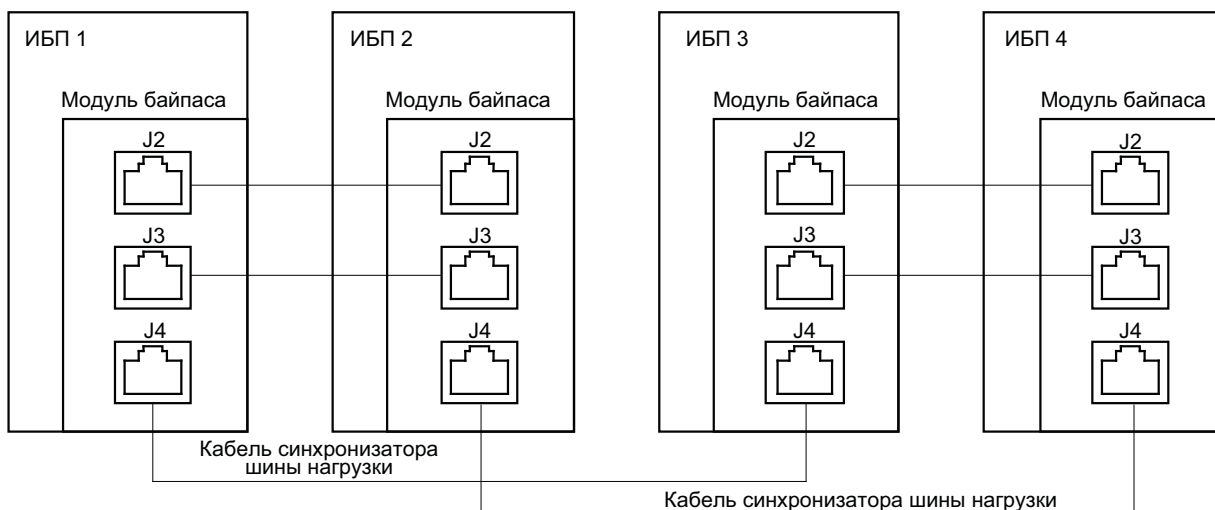 ИБП 1
ИБП 2
ИБП 3
ИБП 4
Модуль байпаса
Модуль байпаса
Модуль байпаса
Модуль байпаса
J2
J2
J2
J2
J3
J3
J3
J3
J4
J4
J4
J4
Кабель синхронизатора
шины нагрузки
Кабель синхронизатора шины нагрузки